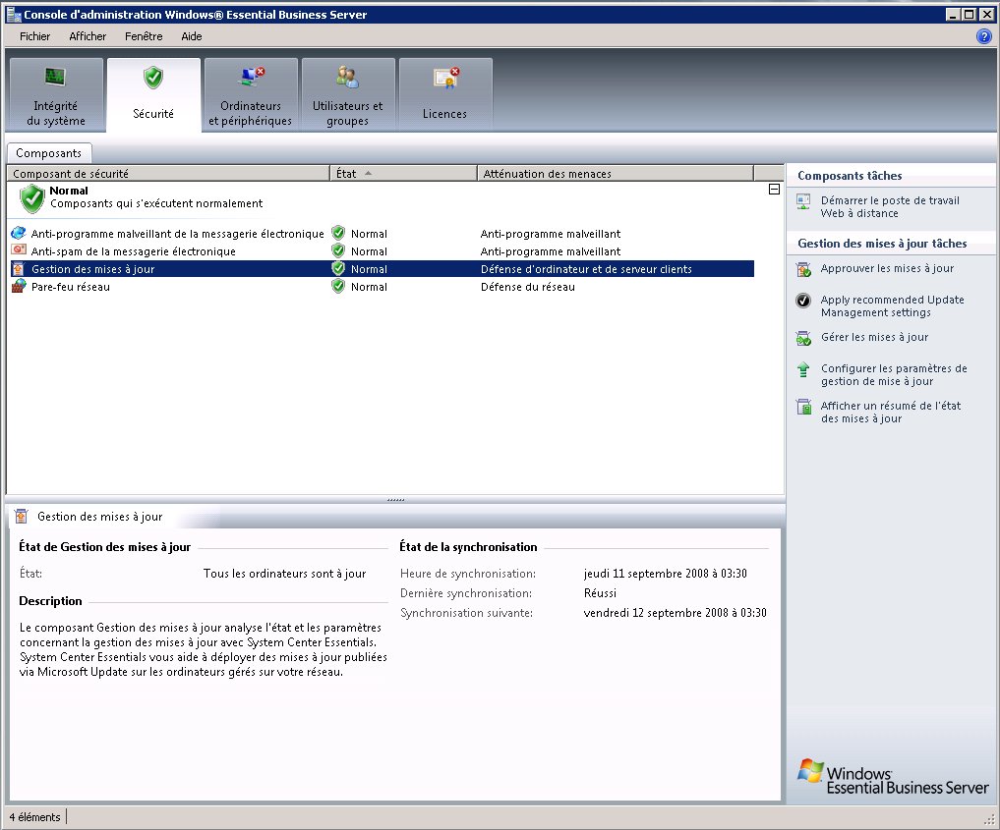 Console d'administration Windows® Essential Business Server
Fichier Afficher Fenêtre Aide
Intégrité
du système
Sécurité
Ordinateurs
et périphériques
Utilisateurs et
groupes
Licences
Composants
Composant de sécurité État Atténuation des menaces
Normal
Composants qui s'exécutent normalement
Anti-programme malveillant de la messagerie électronique Normal Anti-programme malveillant
Anti-spam de la messagerie électronique Normal Anti-programme malveillant
Gestion des mises à jour Normal Défense d'ordinateur et de serveur clients
Pare-feu réseau Normal Défense du réseau
Composants tâches
Démarrer le poste de travail
Web à distance
Gestion des mises à jour tâches
Approuver les mises à jour
Apply recommended Update
Management settings
Gérer les mises à jour
Configurer les paramètres de
gestion de mise à jour
Afficher un résumé de l'état
des mises à jour
Gestion des mises à jour
État de Gestion des mises à jour
État: Tous les ordinateurs sont à jour
Description
Le composant Gestion des mises à jour analyse l'état et les paramètres
concernant la gestion des mises à jour avec System Center Essentials.
System Center Essentials vous aide à déployer des mises à jour publiées
via Microsoft Update sur les ordinateurs gérés sur votre réseau.
État de la synchronisation
Heure de synchronisation: jeudi 11 septembre 2008 à 03:30
Dernière synchronisation: Réussi
Synchronisation suivante: vendredi 12 septembre 2008 à 03:30
Windows
Essential Business Server
4 éléments